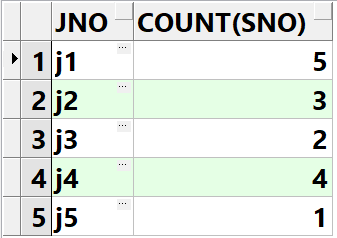 JNO COUNT(SNO)
1 j1 ... 5
2 j2 ... 3
3 j3 ... 2
4 j4 ... 4
5 j5 ... 1